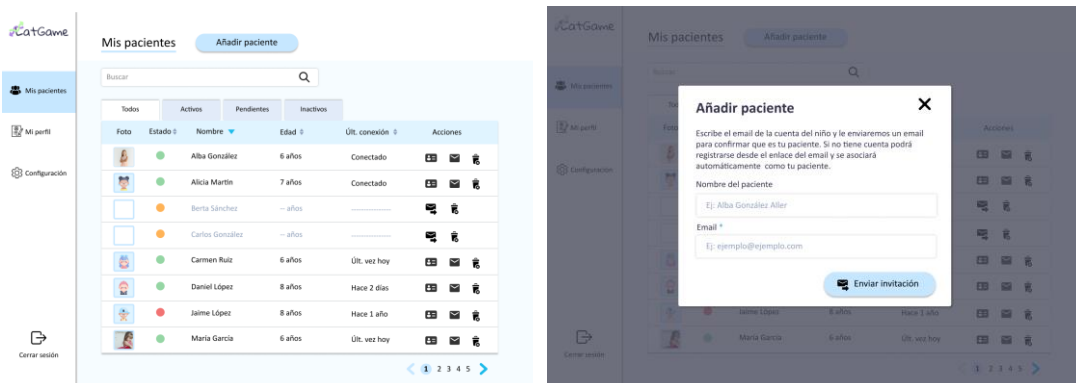 CatGame
Mis pacientes
Añadir paciente
Buscar
Mis pacientes
Mi perfil
Configuración
Cerrar sesión
Todos Activos Pendientes Inactivos
Foto Estado Nombre Edad Últ. conexión Acciones
Alba González 6 años Conectado
Alicia Martin 7 años Conectado
Berta Sánchez -- años
Carlos González -- años
Carmen Ruiz 6 años Últ. vez hoy
Daniel López 8 años Hace 2 días
Jaime López 8 años Hace 1 año
María García 6 años Últ. vez hoy
1 2 3 4 5
CatGame
Mis pacientes
Añadir paciente
Buscar
Mis pacientes
Mi perfil
Configuración
Cerrar sesión
Acciones
Añadir paciente
Escribe el email de la cuenta del niño y le enviaremos un email
para confirmar que es tu paciente. Si no tiene cuenta podrá
registrarse desde el enlace del email y se asociará
automáticamente como tu paciente.
Nombre del paciente
Ej: Alba González Aller
Email *
Ej: ejemplo@ejemplo.com
Enviar invitación
Jaime López 8 años Hace 1 año
María García 6 años Últ. vez hoy
1 2 3 4 5